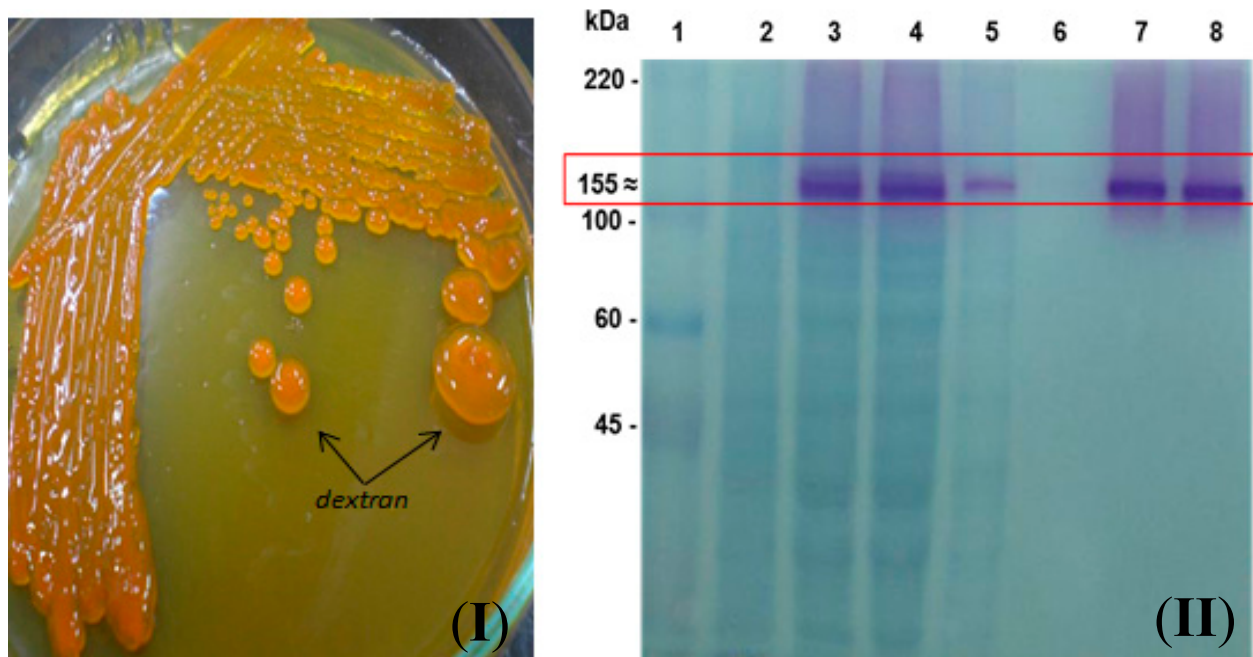 dextran
(I)
kDa 1 2 3 4 5 6 7 8
220 -
155 ≈
100 -
60 -
45 -
(II)